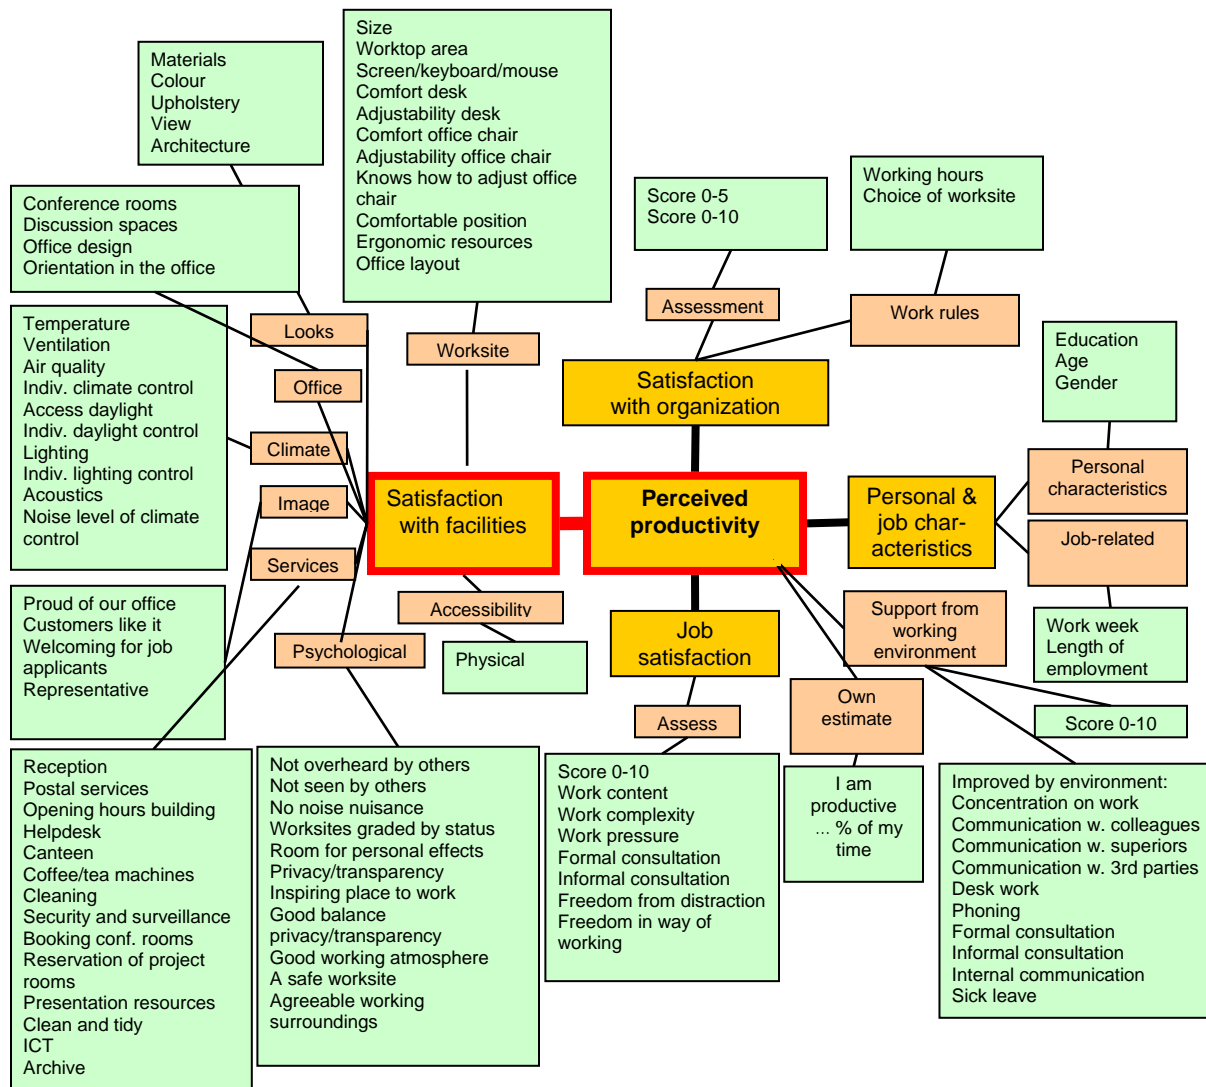 Size
Worktop area
Screen/keyboard/mouse
Comfort desk
Adjustability desk
Comfort office chair
Adjustability office chair
Knows how to adjust office
chair
Comfortable position
Ergonomic resources
Office layout
Materials
Colour
Upholstery
View
Architecture
Score 0-5
Score 0-10
Working hours
Choice of worksite
Conference rooms
Discussion spaces
Office design
Orientation in the office
Assessment
Work rules
Temperature
Ventilation
Air quality
Indiv. climate control
Access daylight
Indiv. daylight control
Lighting
Indiv. lighting control
Acoustics
Noise level of climate
control
Looks
Worksite
Office
Climate
Image
Services
Satisfaction
with organization
Education
Age
Gender
Personal
characteristics
Job-related
Satisfaction
with facilities
Perceived
productivity
Personal &
job char-
acteristics
Proud of our office
Customers like it
Welcoming for job
applicants
Representative
Psychological
Accessibility
Physical
Job
satisfaction
Support from
working
environment
Work week
Length of
employment
Assess
Own
estimate
Score 0-10
Reception
Postal services
Opening hours building
Helpdesk
Canteen
Coffee/tea machines
Cleaning
Security and surveillance
Booking conf. rooms
Reservation of project
rooms
Presentation resources
Clean and tidy
ICT
Archive
Not overheard by others
Not seen by others
No noise nuisance
Worksites graded by status
Room for personal effects
Privacy/transparency
Inspiring place to work
Good balance
privacy/transparency
Good working atmosphere
A safe worksite
Agreeable working
surroundings
Score 0-10
Work content
Work complexity
Work pressure
Formal consultation
Informal consultation
Freedom from distraction
Freedom in way of
working
I am
productive
... % of my
time
Improved by environment:
Concentration on work
Communication w. colleagues
Communication w. superiors
Communication w. 3rd parties
Desk work
Phoning
Formal consultation
Informal consultation
Internal communication
Sick leave